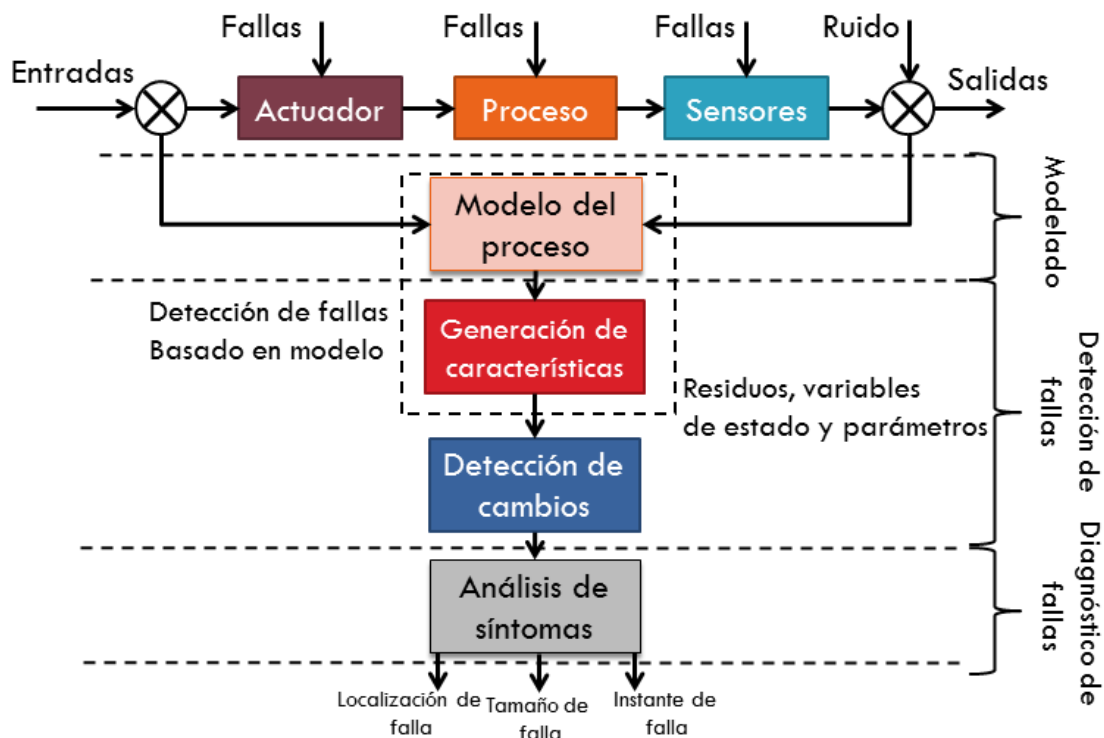 Fallas
Fallas
Fallas
Ruido
Entradas
Salidas
Actuador
Proceso
Sensores
Modelo del
proceso
Modelado
Detección de fallas
Basado en modelo
Generación de
características
Residuos, variables
de estado y parámetros
Detección de
fallas
Detección de
cambios
Análisis de
síntomas
Diagnóstico de
fallas
Localización de
falla
Tamaño de
falla
Instante de
falla